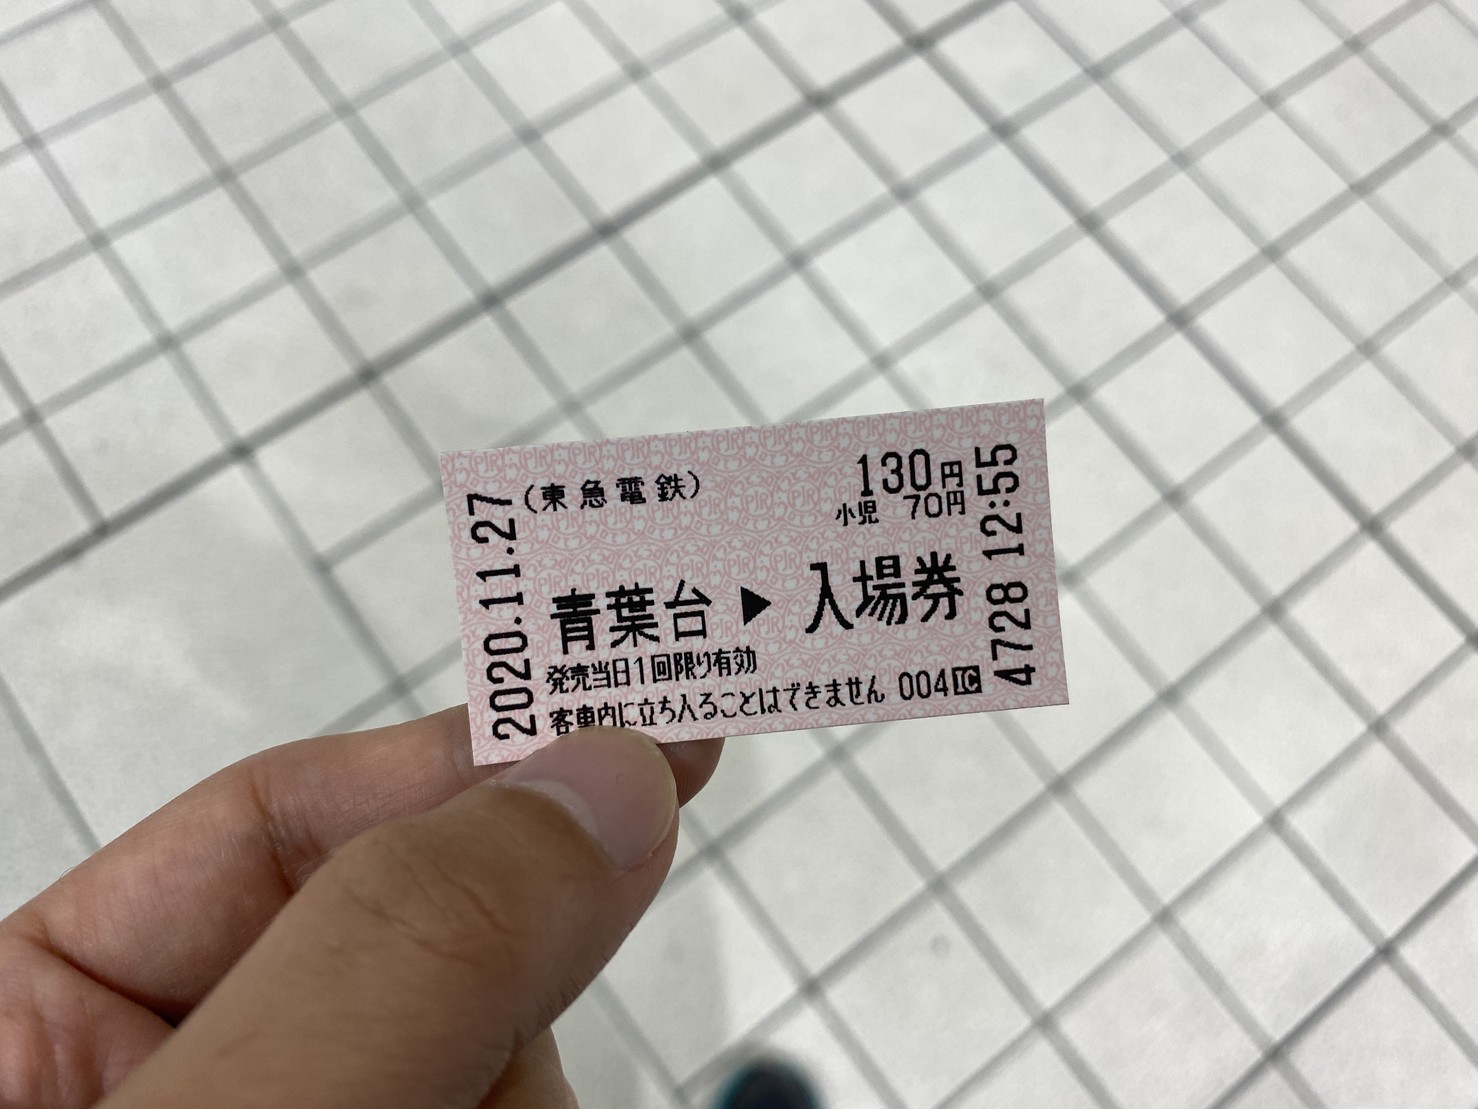 2020.11.27
(東急電鉄)
130円
小児 70円
青葉台▶入場券
発売当日1回限り有効
客車内に立ち入ることはできません 004IC
4728 12:55